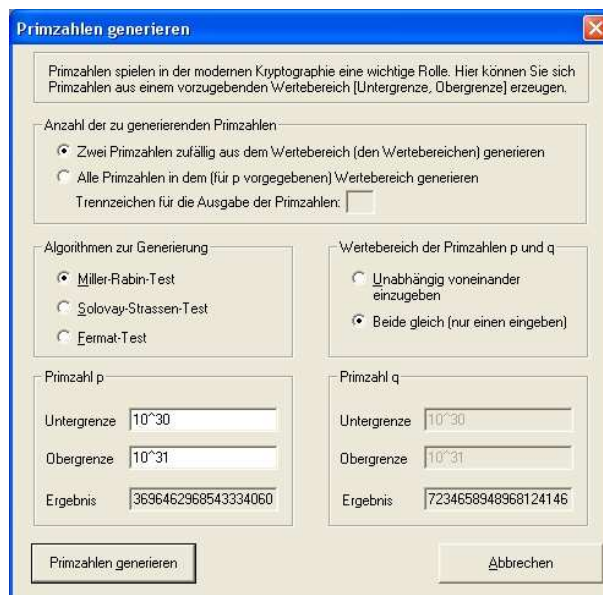 Primzahlen generieren
Primzahlen spielen in der modernen Kryptographie eine wichtige Rolle. Hier können Sie sich
Primzahlen aus einem vorzugebenden Wertebereich [Untergrenze, Obergrenze] erzeugen.
Anzahl der zu generierenden Primzahlen
Zwei Primzahlen zufällig aus dem Wertebereich (den Wertebereichen) generieren
Alle Primzahlen in dem (für p vorgegebenen) Wertebereich generieren
Trennzeichen für die Ausgabe der Primzahlen:
Algorithmen zur Generierung
Miller-Rabin-Test
Solovay-Strassen-Test
Fermat-Test
Wertebereich der Primzahlen p und q
Unabhängig voneinander
einzugeben
Beide gleich (nur einen eingeben)
Primzahl p
Untergrenze 10^30
Obergrenze 10^31
Ergebnis 3696462968543334060
Primzahl q
Untergrenze 10^30
Obergrenze 10^31
Ergebnis 7234658948968124146
Primzahlen generieren
Abbrechen